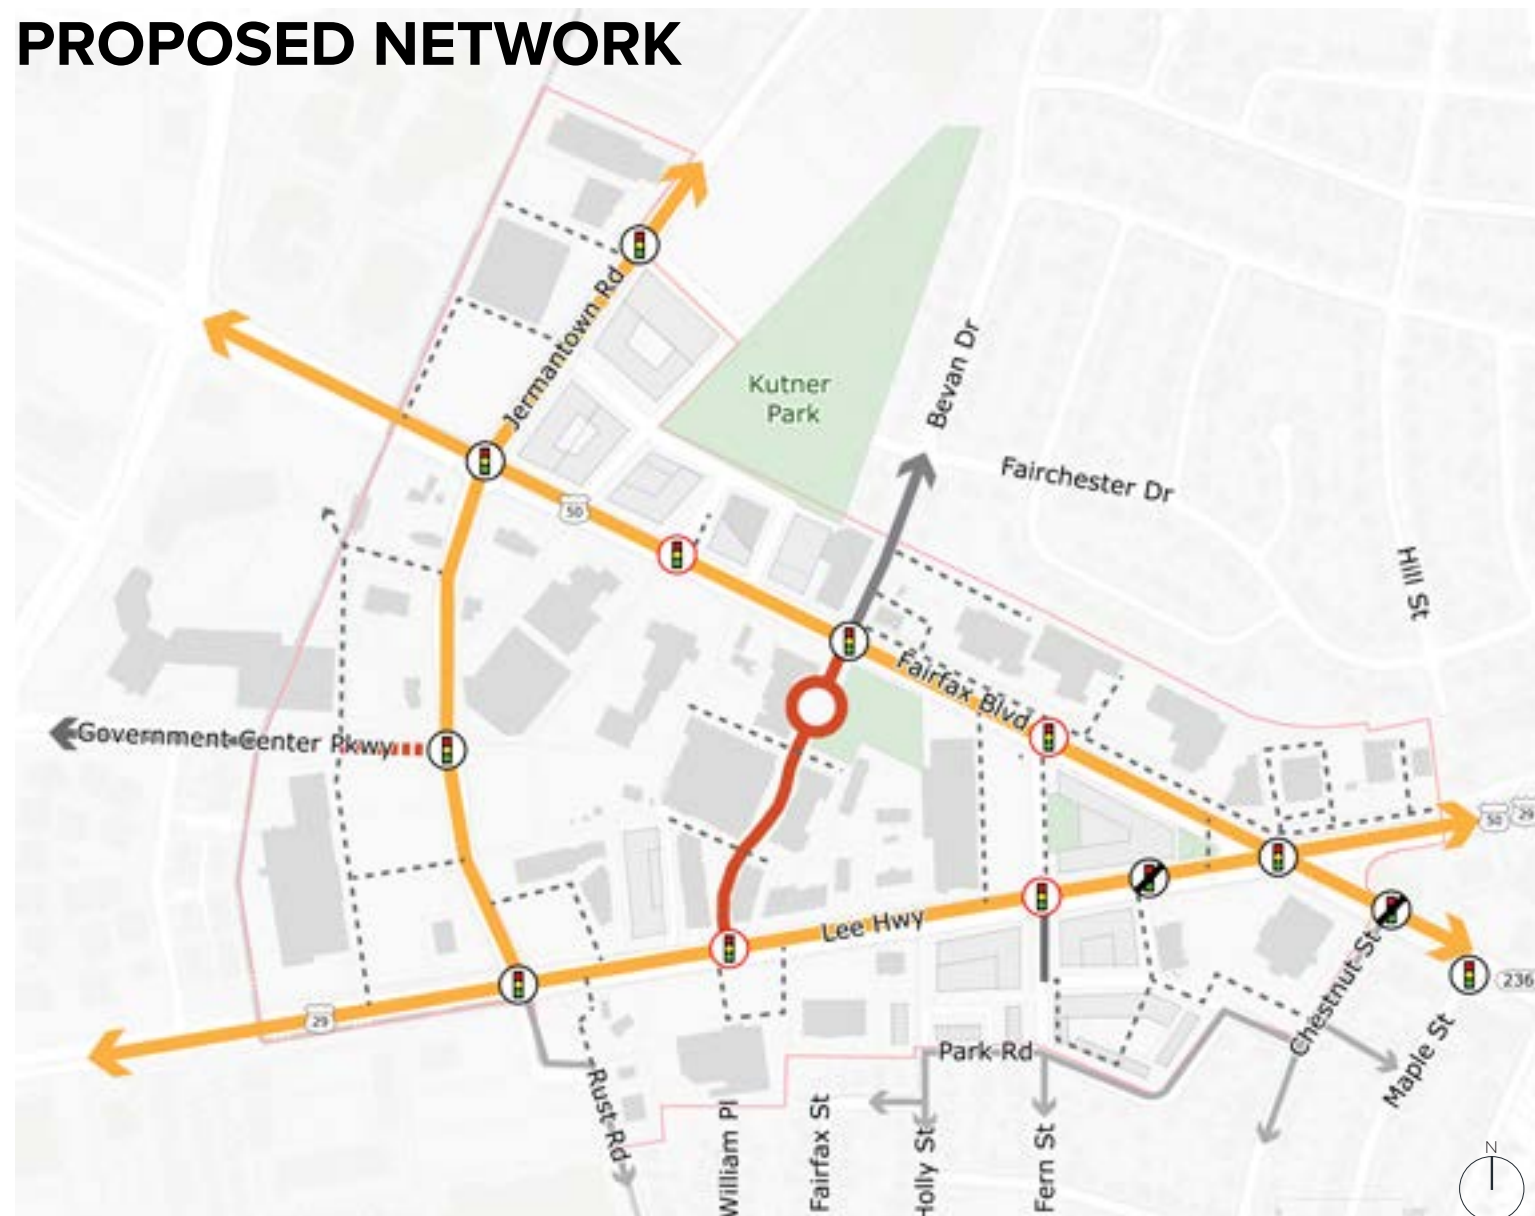 PROPOSED NETWORK
Jermantown Rd
Kutner
Park
Bevan Dr
Fairchester Dr
50
Hill St
Fairfax Blvd
Government Center Pkwy
50
29
Lee Hwy
236
29
Chestnut St
Park Rd
Maple St
Rust Rd
William Pl
Fairfax St
Holly St
Fern St
N